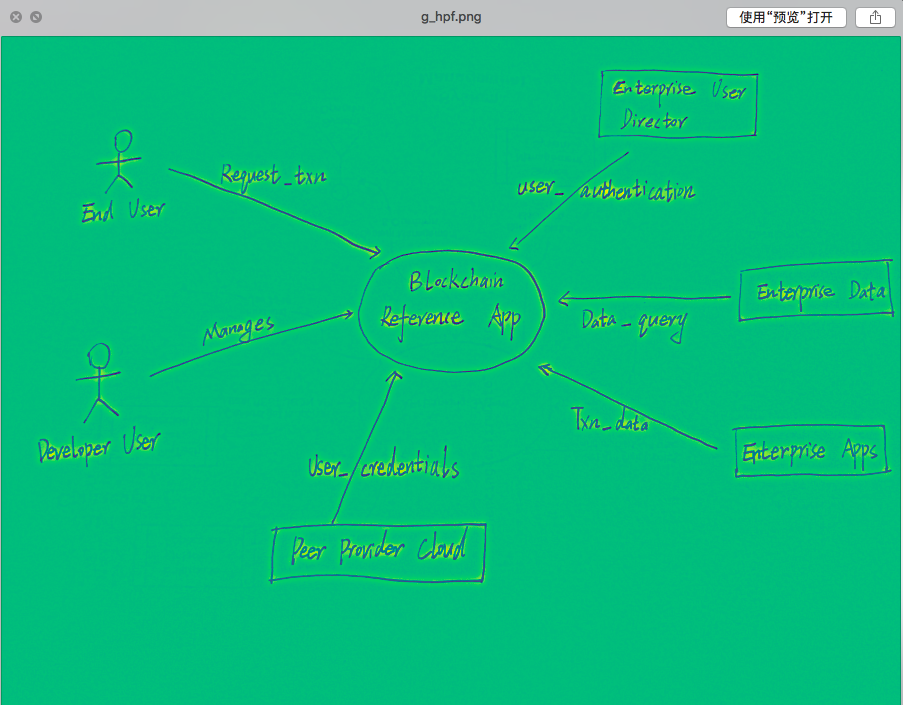 g_hpf.png
使用“预览”打开
Enterprise User
Director
End User
Request_txn
user_authentication
Blockchain
Reference App
Enterprise Data
Data_query
Manages
Developer User
Txn_data
Enterprise Apps
User_credentials
Peer Provider Cloud